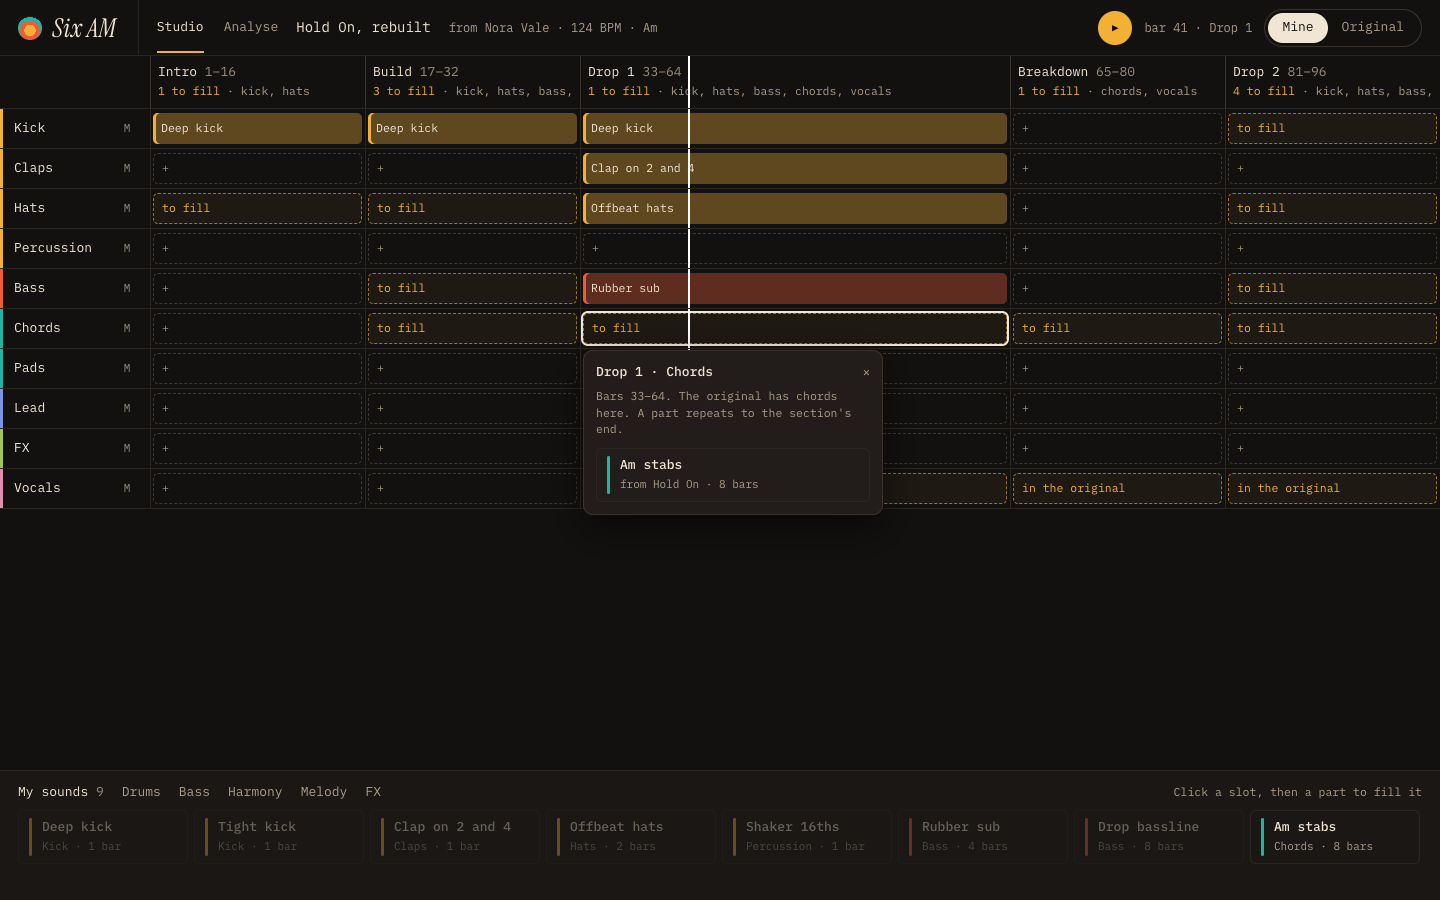 Six AM
Studio Analyse Hold On, rebuilt from Nora Vale · 124 BPM · Am
▶ bar 41 · Drop 1 Mine Original
Intro 1–16 Build 17–32 Drop 1 33–64 Breakdown 65–80 Drop 2 81–96
1 to fill · kick, hats 3 to fill · kick, hats, bass, 1 to fill · kick, hats, bass, chords, vocals 1 to fill · chords, vocals 4 to fill · kick, hats, bass,
Kick M Deep kick Deep kick Deep kick + to fill
Claps M + + Clap on 2 and 4 + +
Hats M to fill to fill Offbeat hats + to fill
Percussion M + + + + +
Bass M + to fill Rubber sub + to fill
Chords M + to fill to fill to fill to fill
Pads M + + + +
Lead M + + + +
FX M + + + +
Vocals M + + in the original in the original
Drop 1 · Chords ×
Bars 33–64. The original has chords
here. A part repeats to the section's
end.
Am stabs
from Hold On · 8 bars
My sounds 9 Drums Bass Harmony Melody FX Click a slot, then a part to fill it
Deep kick Tight kick Clap on 2 and 4 Offbeat hats Shaker 16ths Rubber sub Drop bassline Am stabs
Kick · 1 bar Kick · 1 bar Claps · 1 bar Hats · 2 bars Percussion · 1 bar Bass · 4 bars Bass · 8 bars Chords · 8 bars